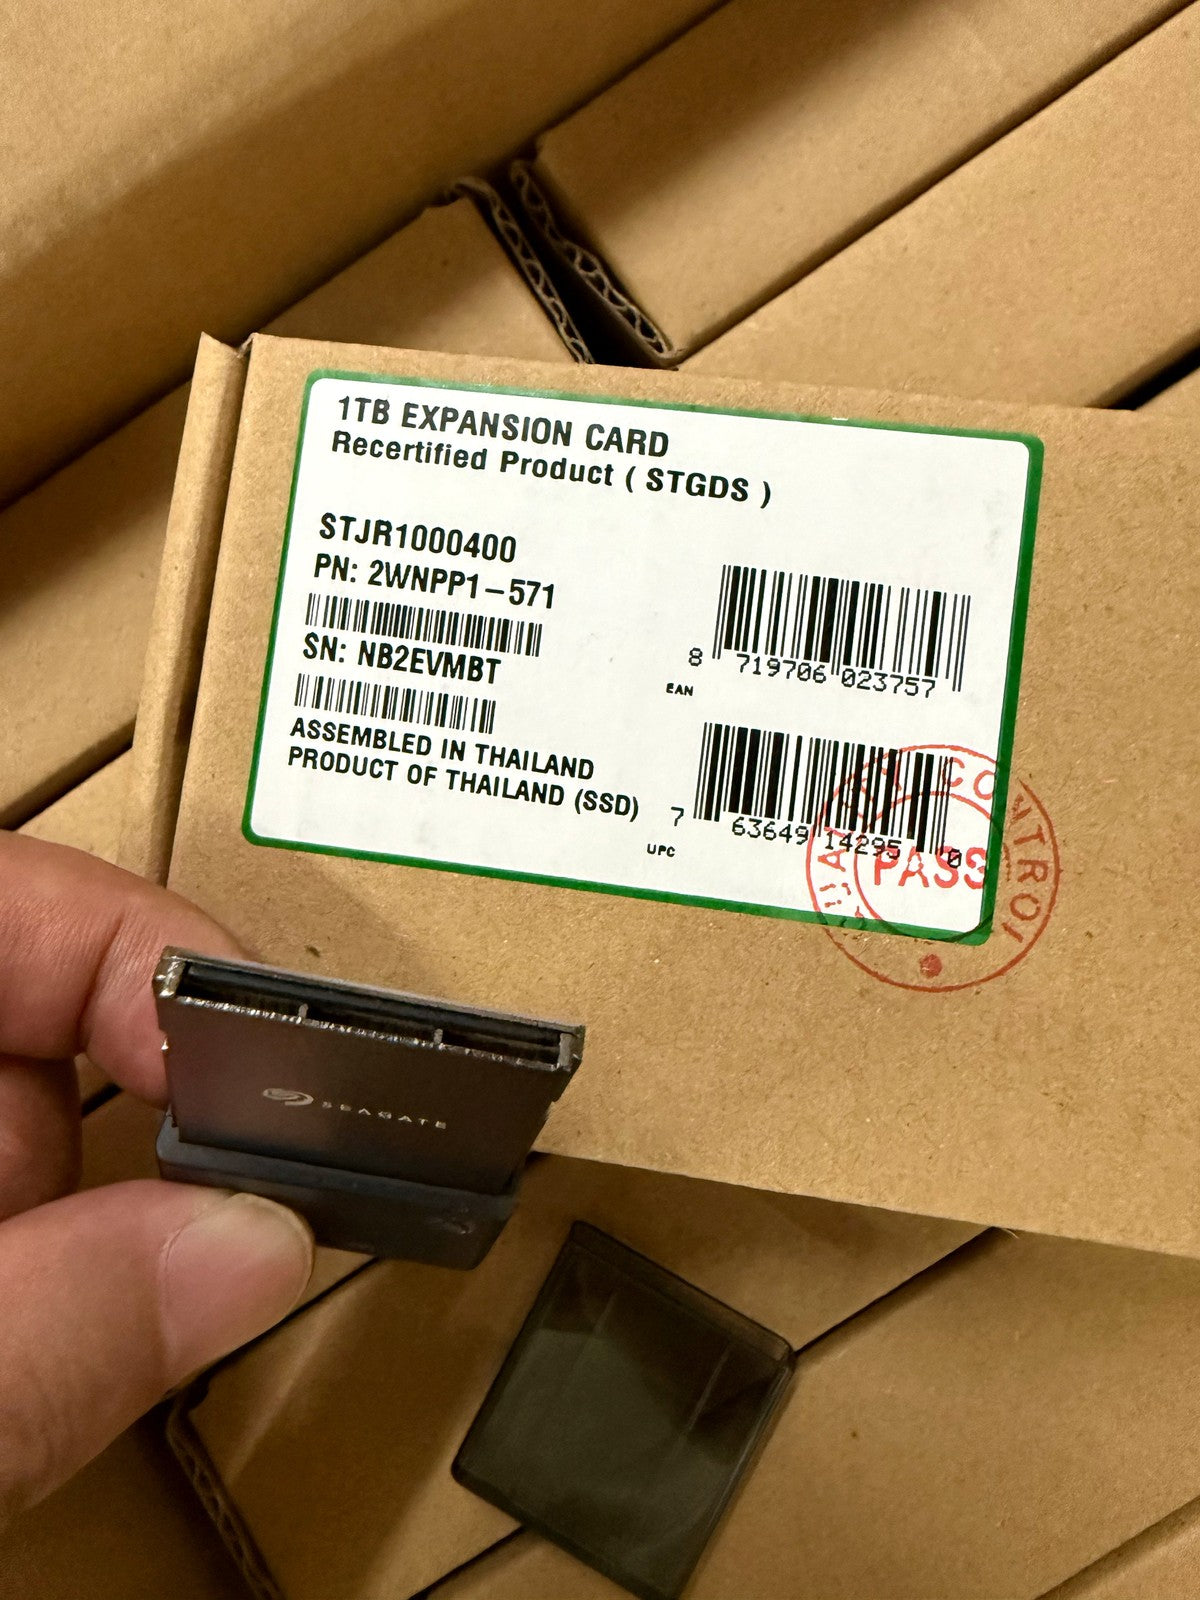 1TB EXPANSION CARD
Recertified Product ( STGDS )
STJR1000400
PN: 2WNPP1-571
SN: NB2EVMBT
ASSEMBLED IN THAILAND
PRODUCT OF THAILAND (SSD)
8 719706 023757
EAN
7 63649 14295 0
UPC
CONTROL
PASS
SEAGATE